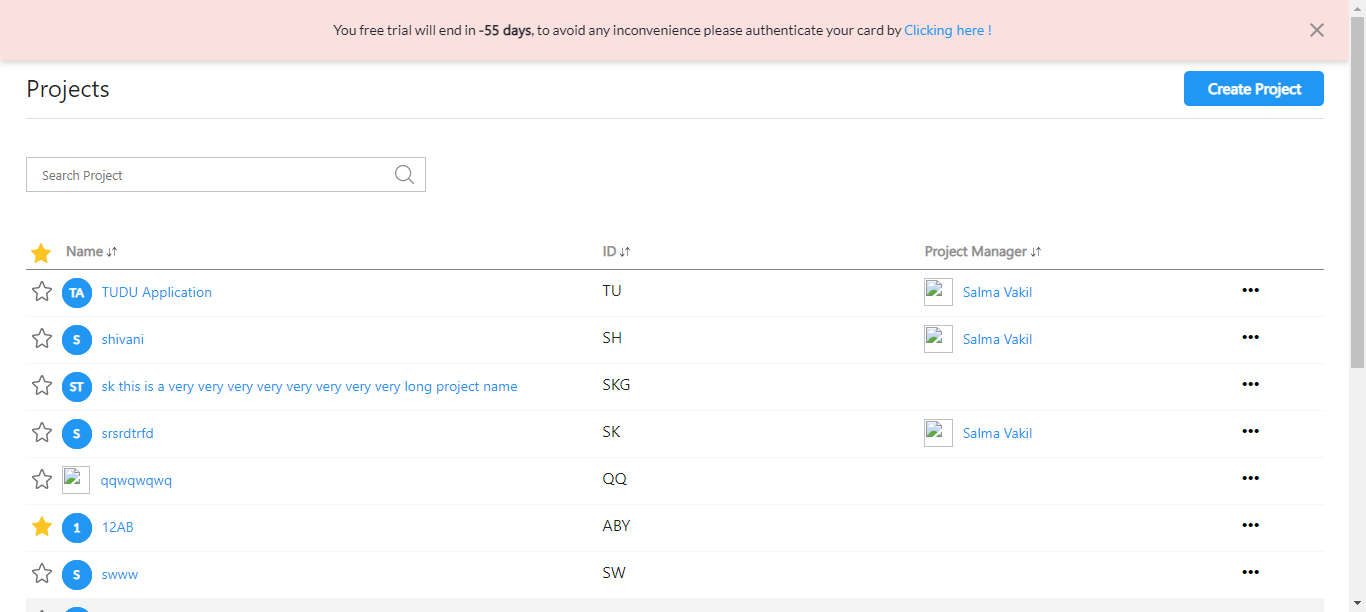 You free trial will end in -55 days, to avoid any inconvenience please authenticate your card by Clicking here !
Projects
Create Project
Search Project
Name ID Project Manager
TA TUDU Application TU Salma Vakil •••
S shivani SH Salma Vakil •••
ST sk this is a very very very very very very very very long project name SKG •••
S srsrdtrfd SK Salma Vakil •••
qqwqwqwq QQ •••
1 12AB ABY •••
S swww SW •••